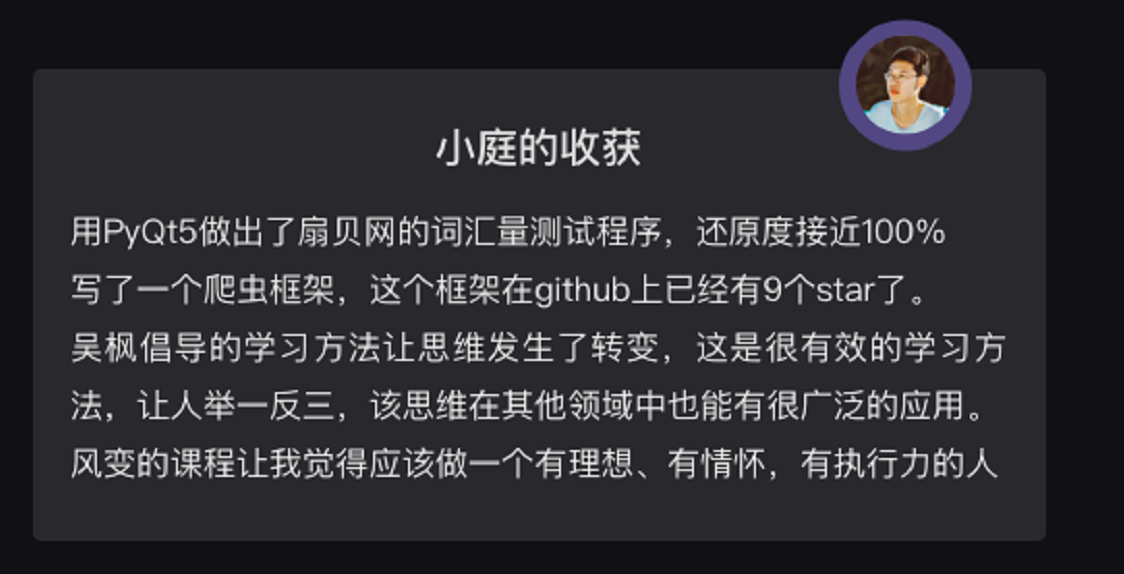 小庭的收获
用PyQt5做出了扇贝网的词汇量测试程序，还原度接近100%
写了一个爬虫框架，这个框架在github上已经有9个star了。
吴枫倡导的学习方法让思维发生了转变，这是很有效的学习方
法，让人举一反三，该思维在其他领域中也能有很广泛的应用。
风变的课程让我觉得应该做一个有理想、有情怀，有执行力的人